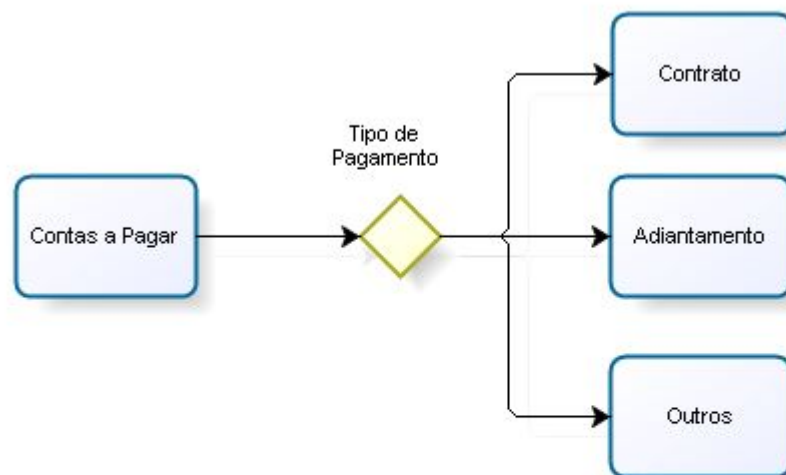 Contas a Pagar
Tipo de
Pagamento
Contrato
Adiantamento
Outros